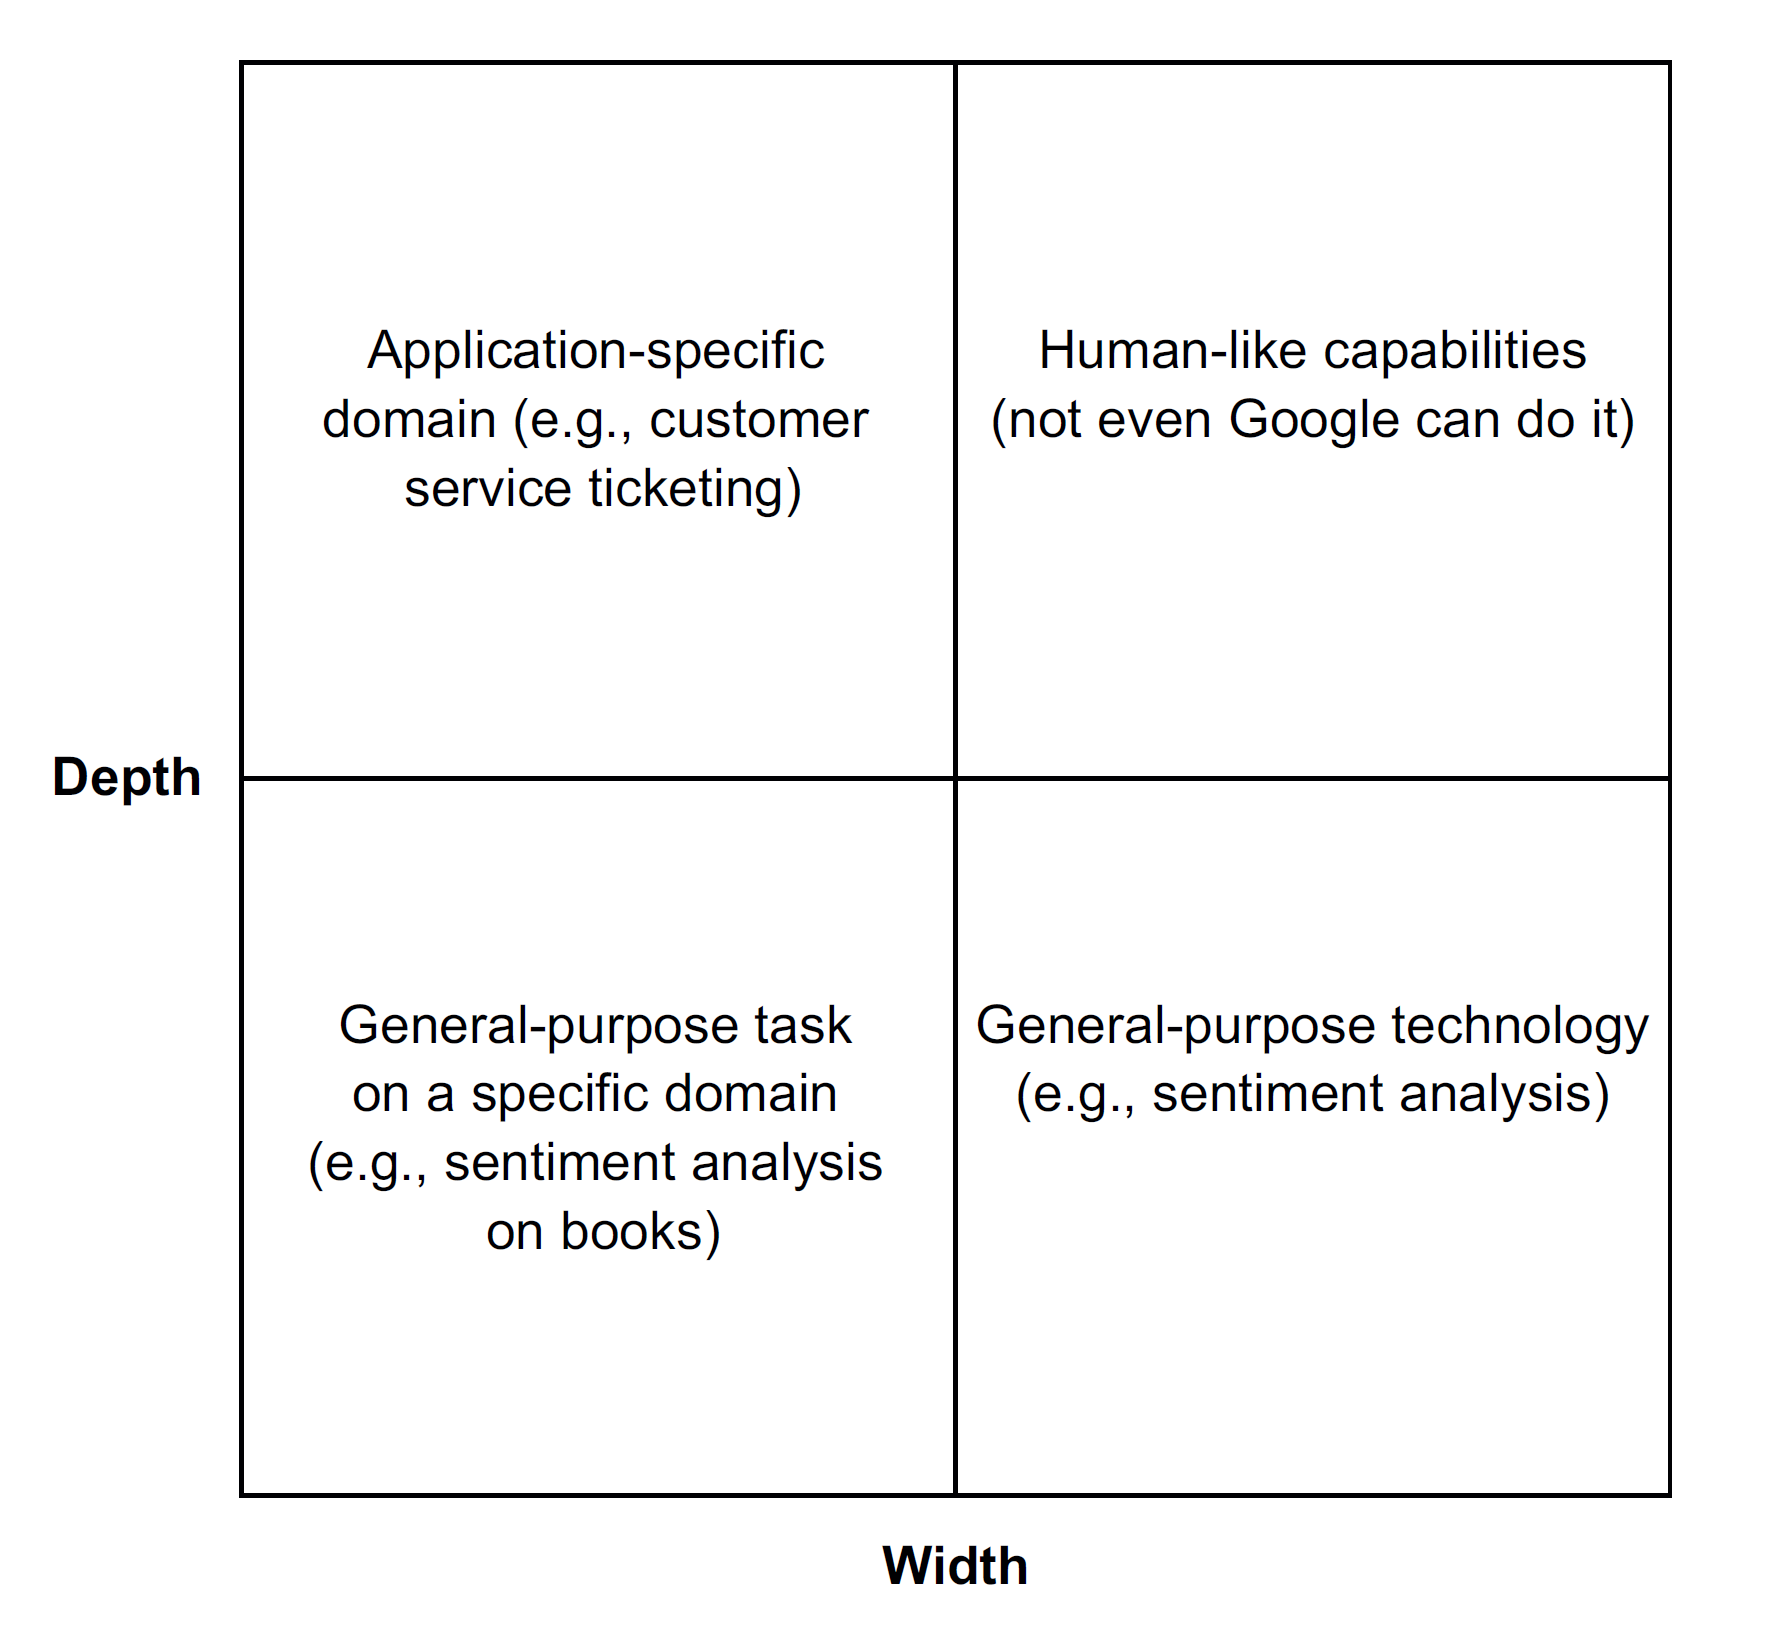 Application-specific
domain (e.g., customer
service ticketing)
Human-like capabilities
(not even Google can do it)
Depth
General-purpose task
on a specific domain
(e.g., sentiment analysis
on books)
General-purpose technology
(e.g., sentiment analysis)
Width